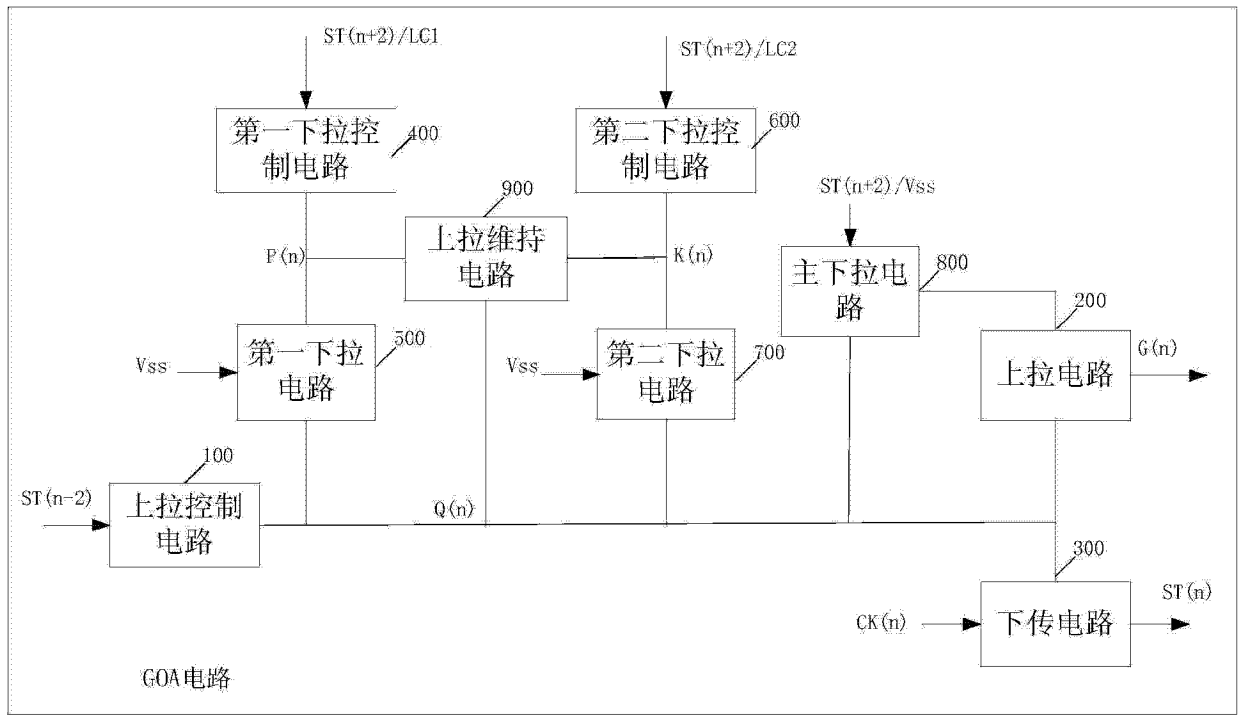 ST(n+2)/LC1
ST(n+2)/LC2
第一下拉控
制电路
400
第二下拉控
制电路
600
900
ST(n+2)/Vss
P(n)
上拉维持
电路
K(n)
主下拉电
路
800
200
Vss
第一下拉
电路
500
Vss
第二下拉
电路
700
上拉电路
G(n)
100
ST(n-2)
上拉控制
电路
Q(n)
300
CK(n)
下传电路
ST(n)
GOA电路